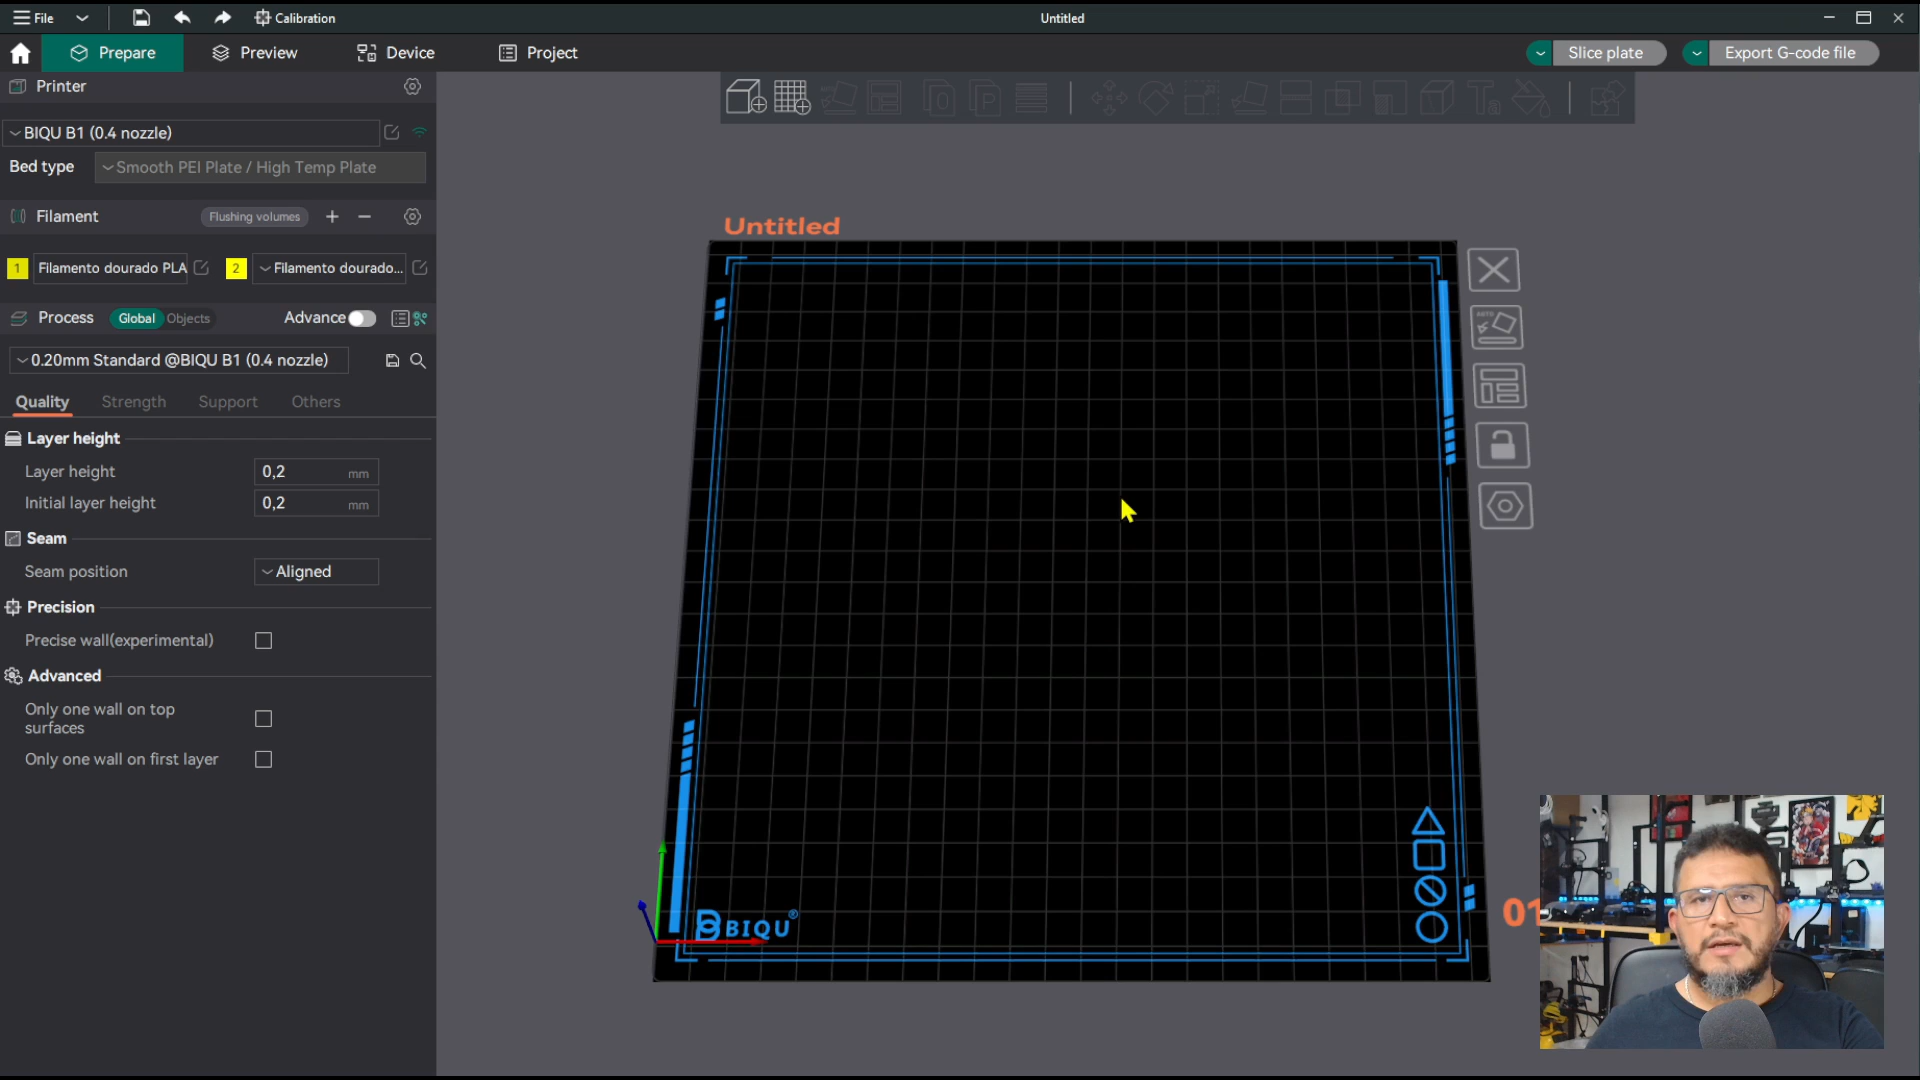 File
Calibration
Untitled
Prepare
Preview
Device
Project
Slice plate
Export G-code file
Printer
BIQU B1 (0.4 nozzle)
Bed type
Smooth PEI Plate / High Temp Plate
Filament
Flushing volumes
1
Filamento dourado PLA
2
Filamento dourado...
Process
Global
Objects
Advance
0.20mm Standard @BIQU B1 (0.4 nozzle)
Quality
Strength
Support
Others
Layer height
Layer height
0,2 mm
Initial layer height
0,2 mm
Seam
Seam position
Aligned
Precision
Precise wall(experimental)
Advanced
Only one wall on top
surfaces
Only one wall on first layer
Untitled
AUTO
BIQU®
01